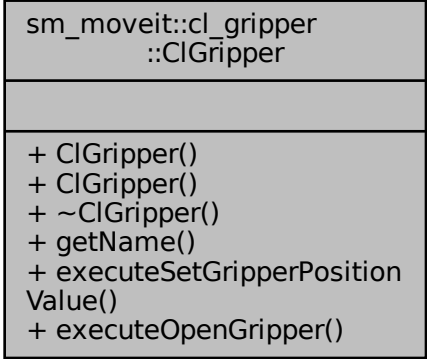 sm_moveit::cl_gripper
::ClGripper
+ ClGripper()
+ ClGripper()
+ ~ClGripper()
+ getName()
+ executeSetGripperPosition
Value()
+ executeOpenGripper()